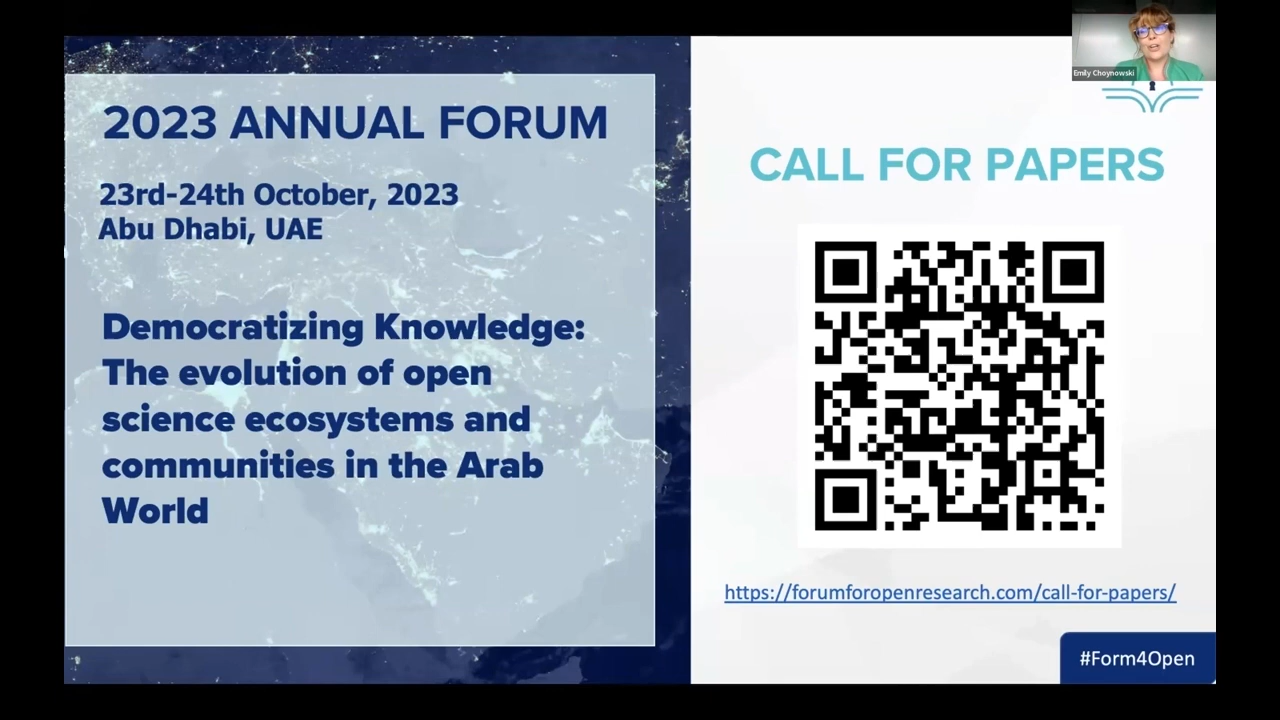 2023 ANNUAL FORUM
23rd-24th October, 2023
Abu Dhabi, UAE
Democratizing Knowledge:
The evolution of open
science ecosystems and
communities in the Arab
World
Emily Choynowski
CALL FOR PAPERS
https://forumforopenresearch.com/call-for-papers/
#Form4Open